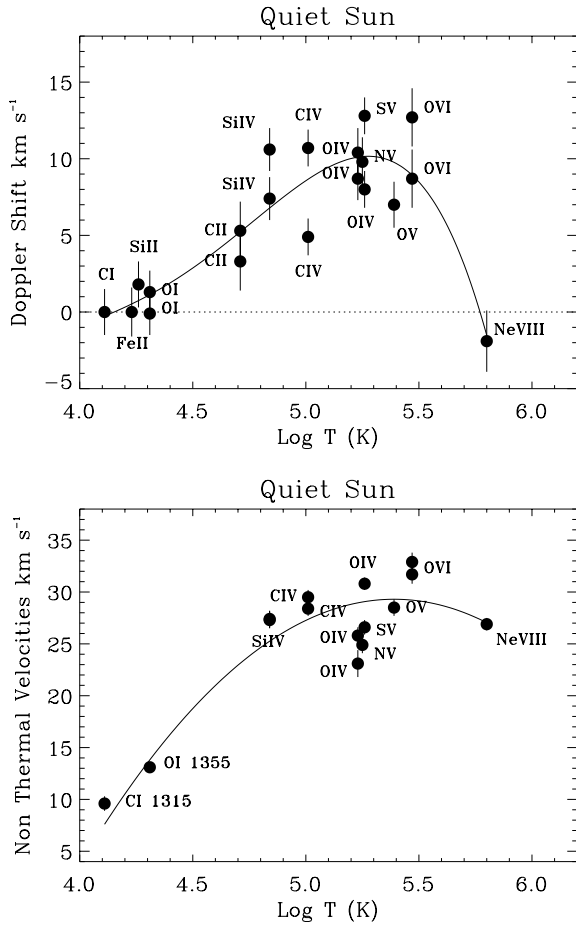 Quiet Sun
Doppler Shift km s⁻¹
15
10
5
0
−5
SV
OVI
SiIV
CIV
OIV
NV
OIV
OVI
SiIV
CII
OIV
OV
CII
CIV
SiII
CI
OI
OI
FeII
NeVIII
4.0 4.5 5.0 5.5 6.0
Log T (K)
Quiet Sun
Non Thermal Velocities km s⁻¹
35
30
25
20
15
10
5
OIV
OVI
CIV
CIV
OV
SiIV
OIV
SV
NV
OIV
NeVIII
OI 1355
CI 1315
4.0 4.5 5.0 5.5 6.0
Log T (K)